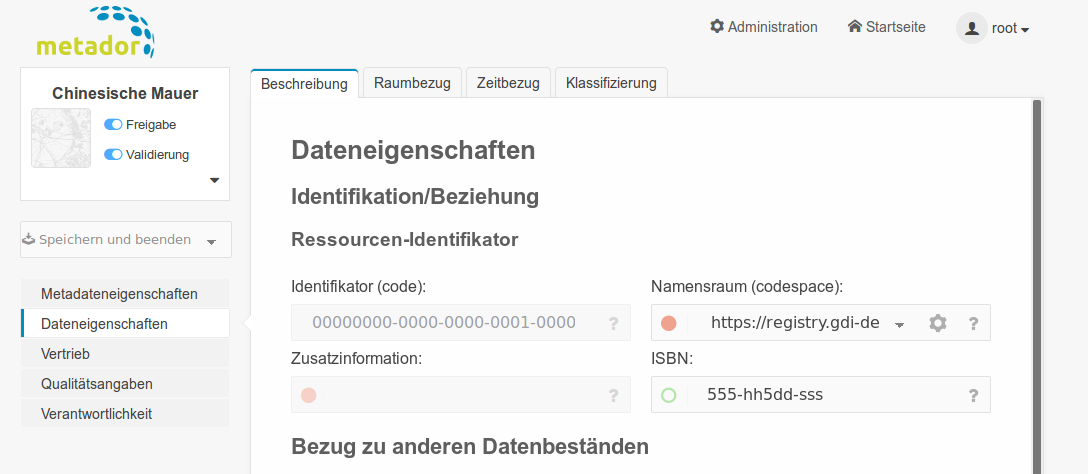 metador
Administration
Startseite
root
Chinesische Mauer
Freigabe
Validierung
Speichern und beenden
Metadateneigenschaften
Dateneigenschaften
Vertrieb
Qualitätsangaben
Verantwortlichkeit
Beschreibung Raumbezug Zeitbezug Klassifizierung
Dateneigenschaften
Identifikation/Beziehung
Ressourcen-Identifikator
Identifikator (code): Namensraum (codespace):
00000000-0000-0000-0001-0000 ? https://registry.gdi-de ?
Zusatzinformation: ISBN:
? 555-hh5dd-sss ?
Bezug zu anderen Datenbeständen